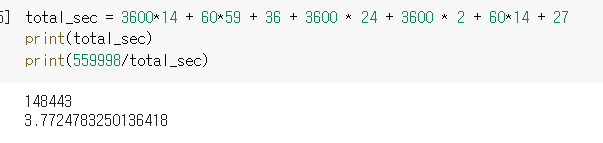 5] total_sec = 3600*14 + 60*59 + 36 + 3600 * 24 + 3600 * 2 + 60*14 + 27
print(total_sec)
print(559998/total_sec)
148443
3.7724783250136418